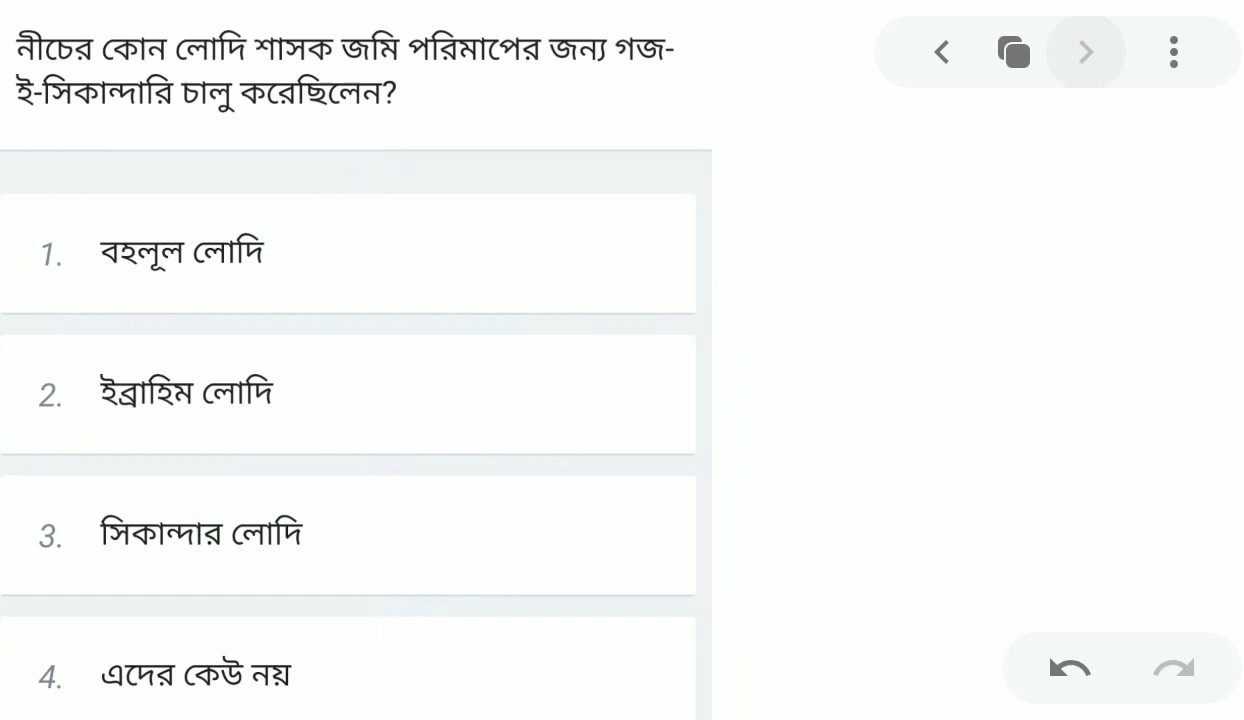 নীচের কোন লোদি শাসক জমি পরিমাপের জন্য গজ-
ই-সিকান্দারি চালু করেছিলেন?
1. বহলূল লোদি
2. ইব্রাহিম লোদি
3. সিকান্দার লোদি
4. এদের কেউ নয়